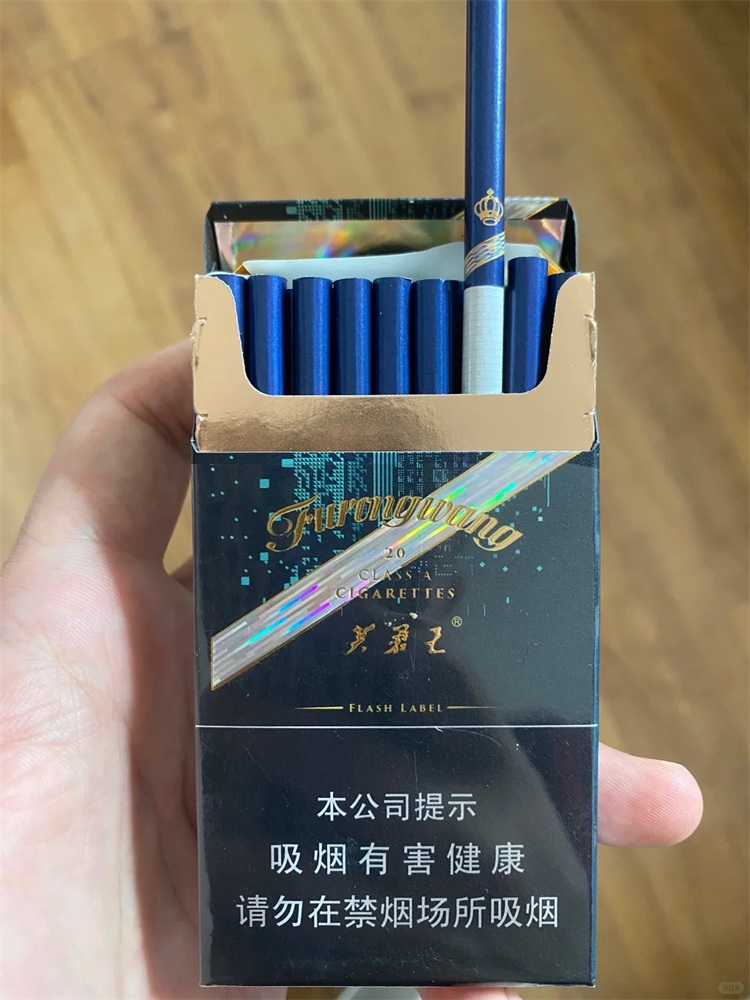 Furongwang
20
CLASS A
CIGARETTES
芙蓉王®
FLASH LABEL
本公司提示
吸烟有害健康
请勿在禁烟场所吸烟